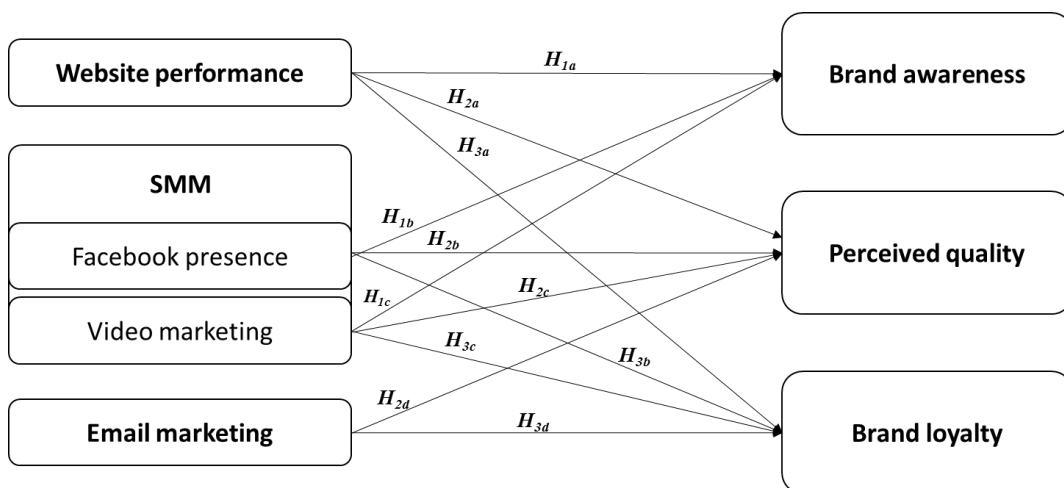 Website performance
SMM
Facebook presence
Video marketing
Email marketing
H1a
H2a
H3a
H1b
H2b
H1c
H2c
H3c
H3b
H2d
H3d
Brand awareness
Perceived quality
Brand loyalty